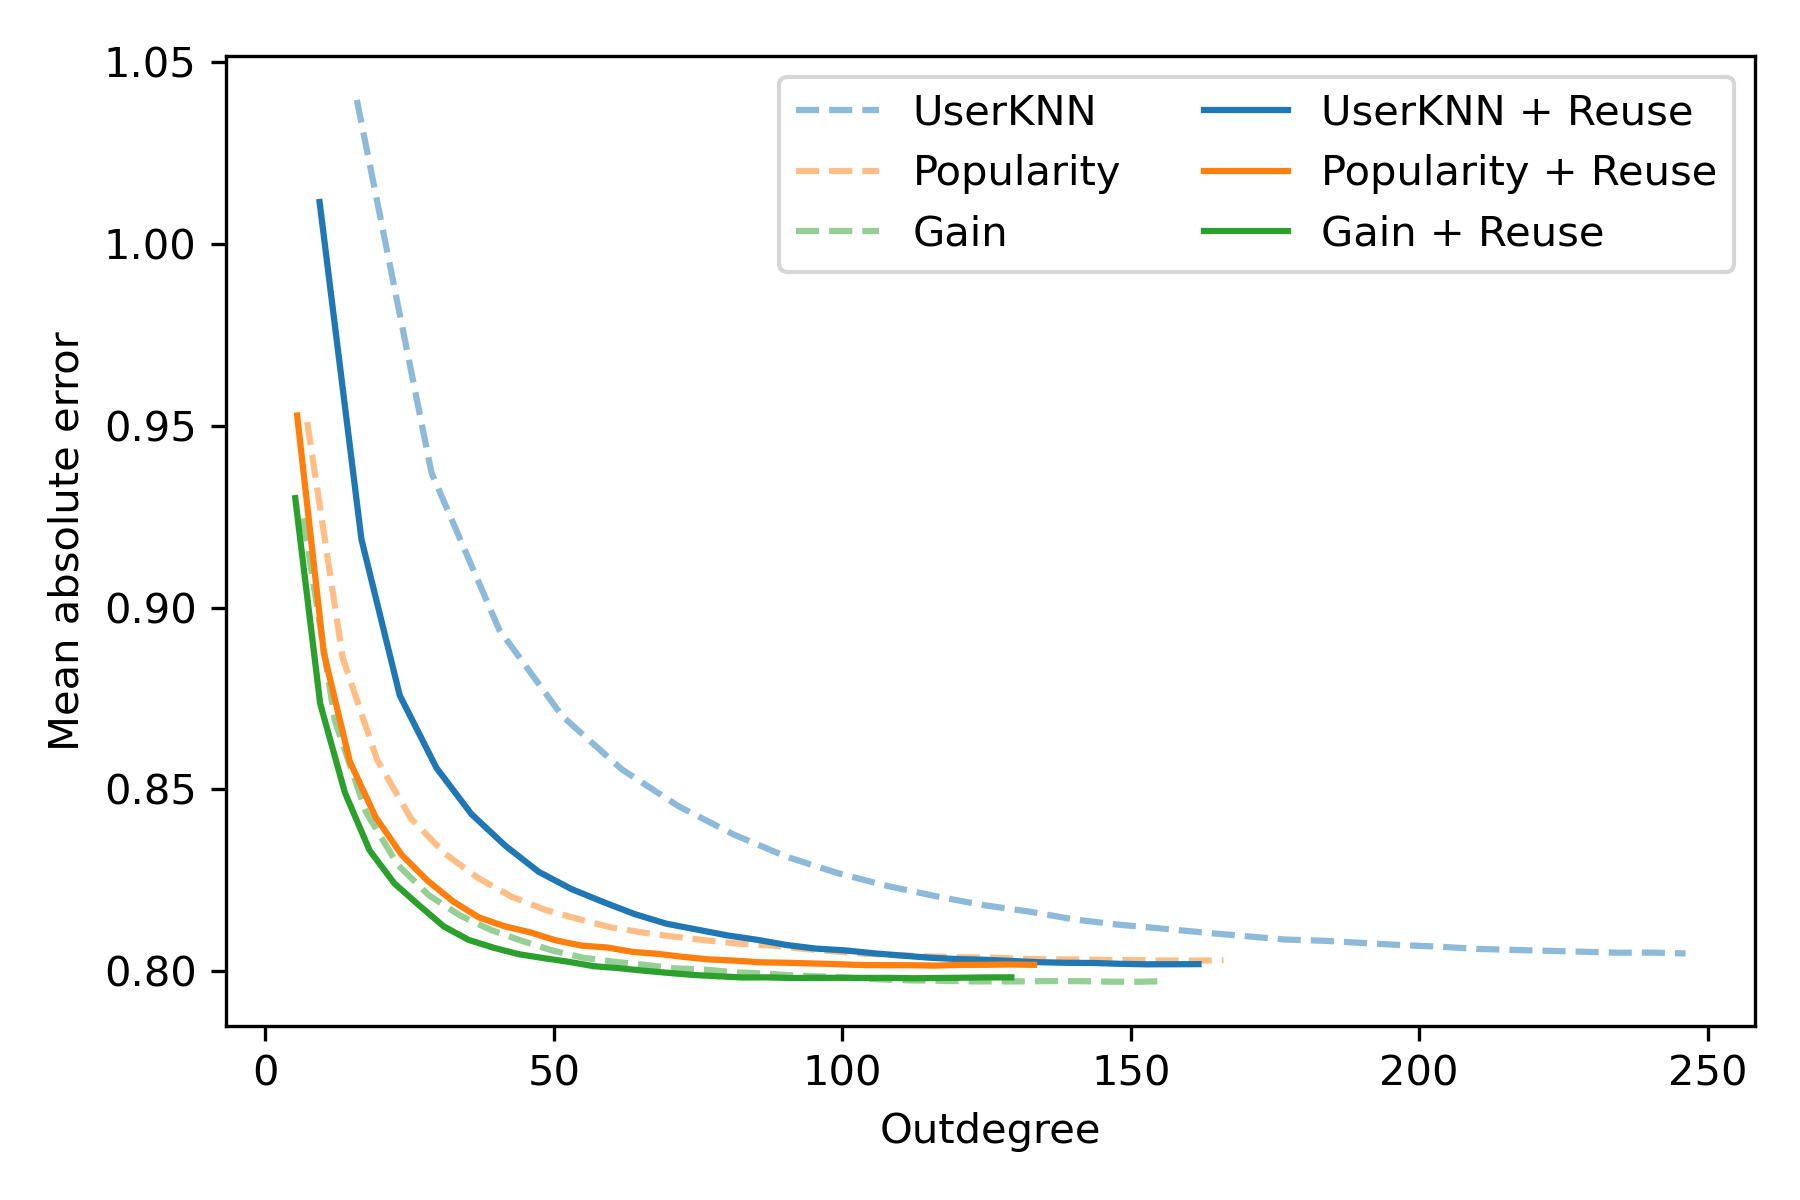 1.05
1.00
0.95
0.90
0.85
0.80
Mean absolute error
UserKNN
Popularity
Gain
UserKNN + Reuse
Popularity + Reuse
Gain + Reuse
0 50 100 150 200 250
Outdegree